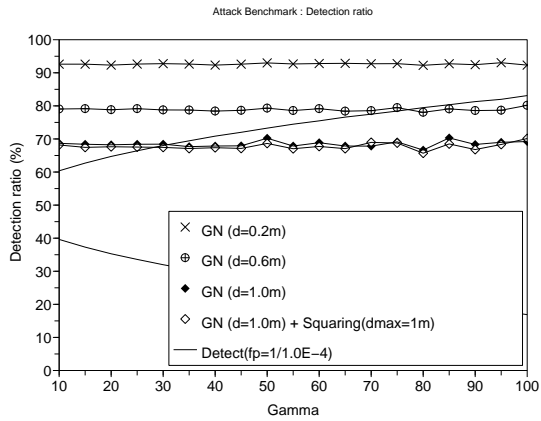 Attack Benchmark : Detection ratio
Detection ratio (%)
100
90
80
70
60
50
40
30
20
10
0
GN (d=0.2m)
GN (d=0.6m)
GN (d=1.0m)
GN (d=1.0m) + Squaring(dmax=1m)
Detect(fp=1/1.0E−4)
10 20 30 40 50 60 70 80 90 100
Gamma